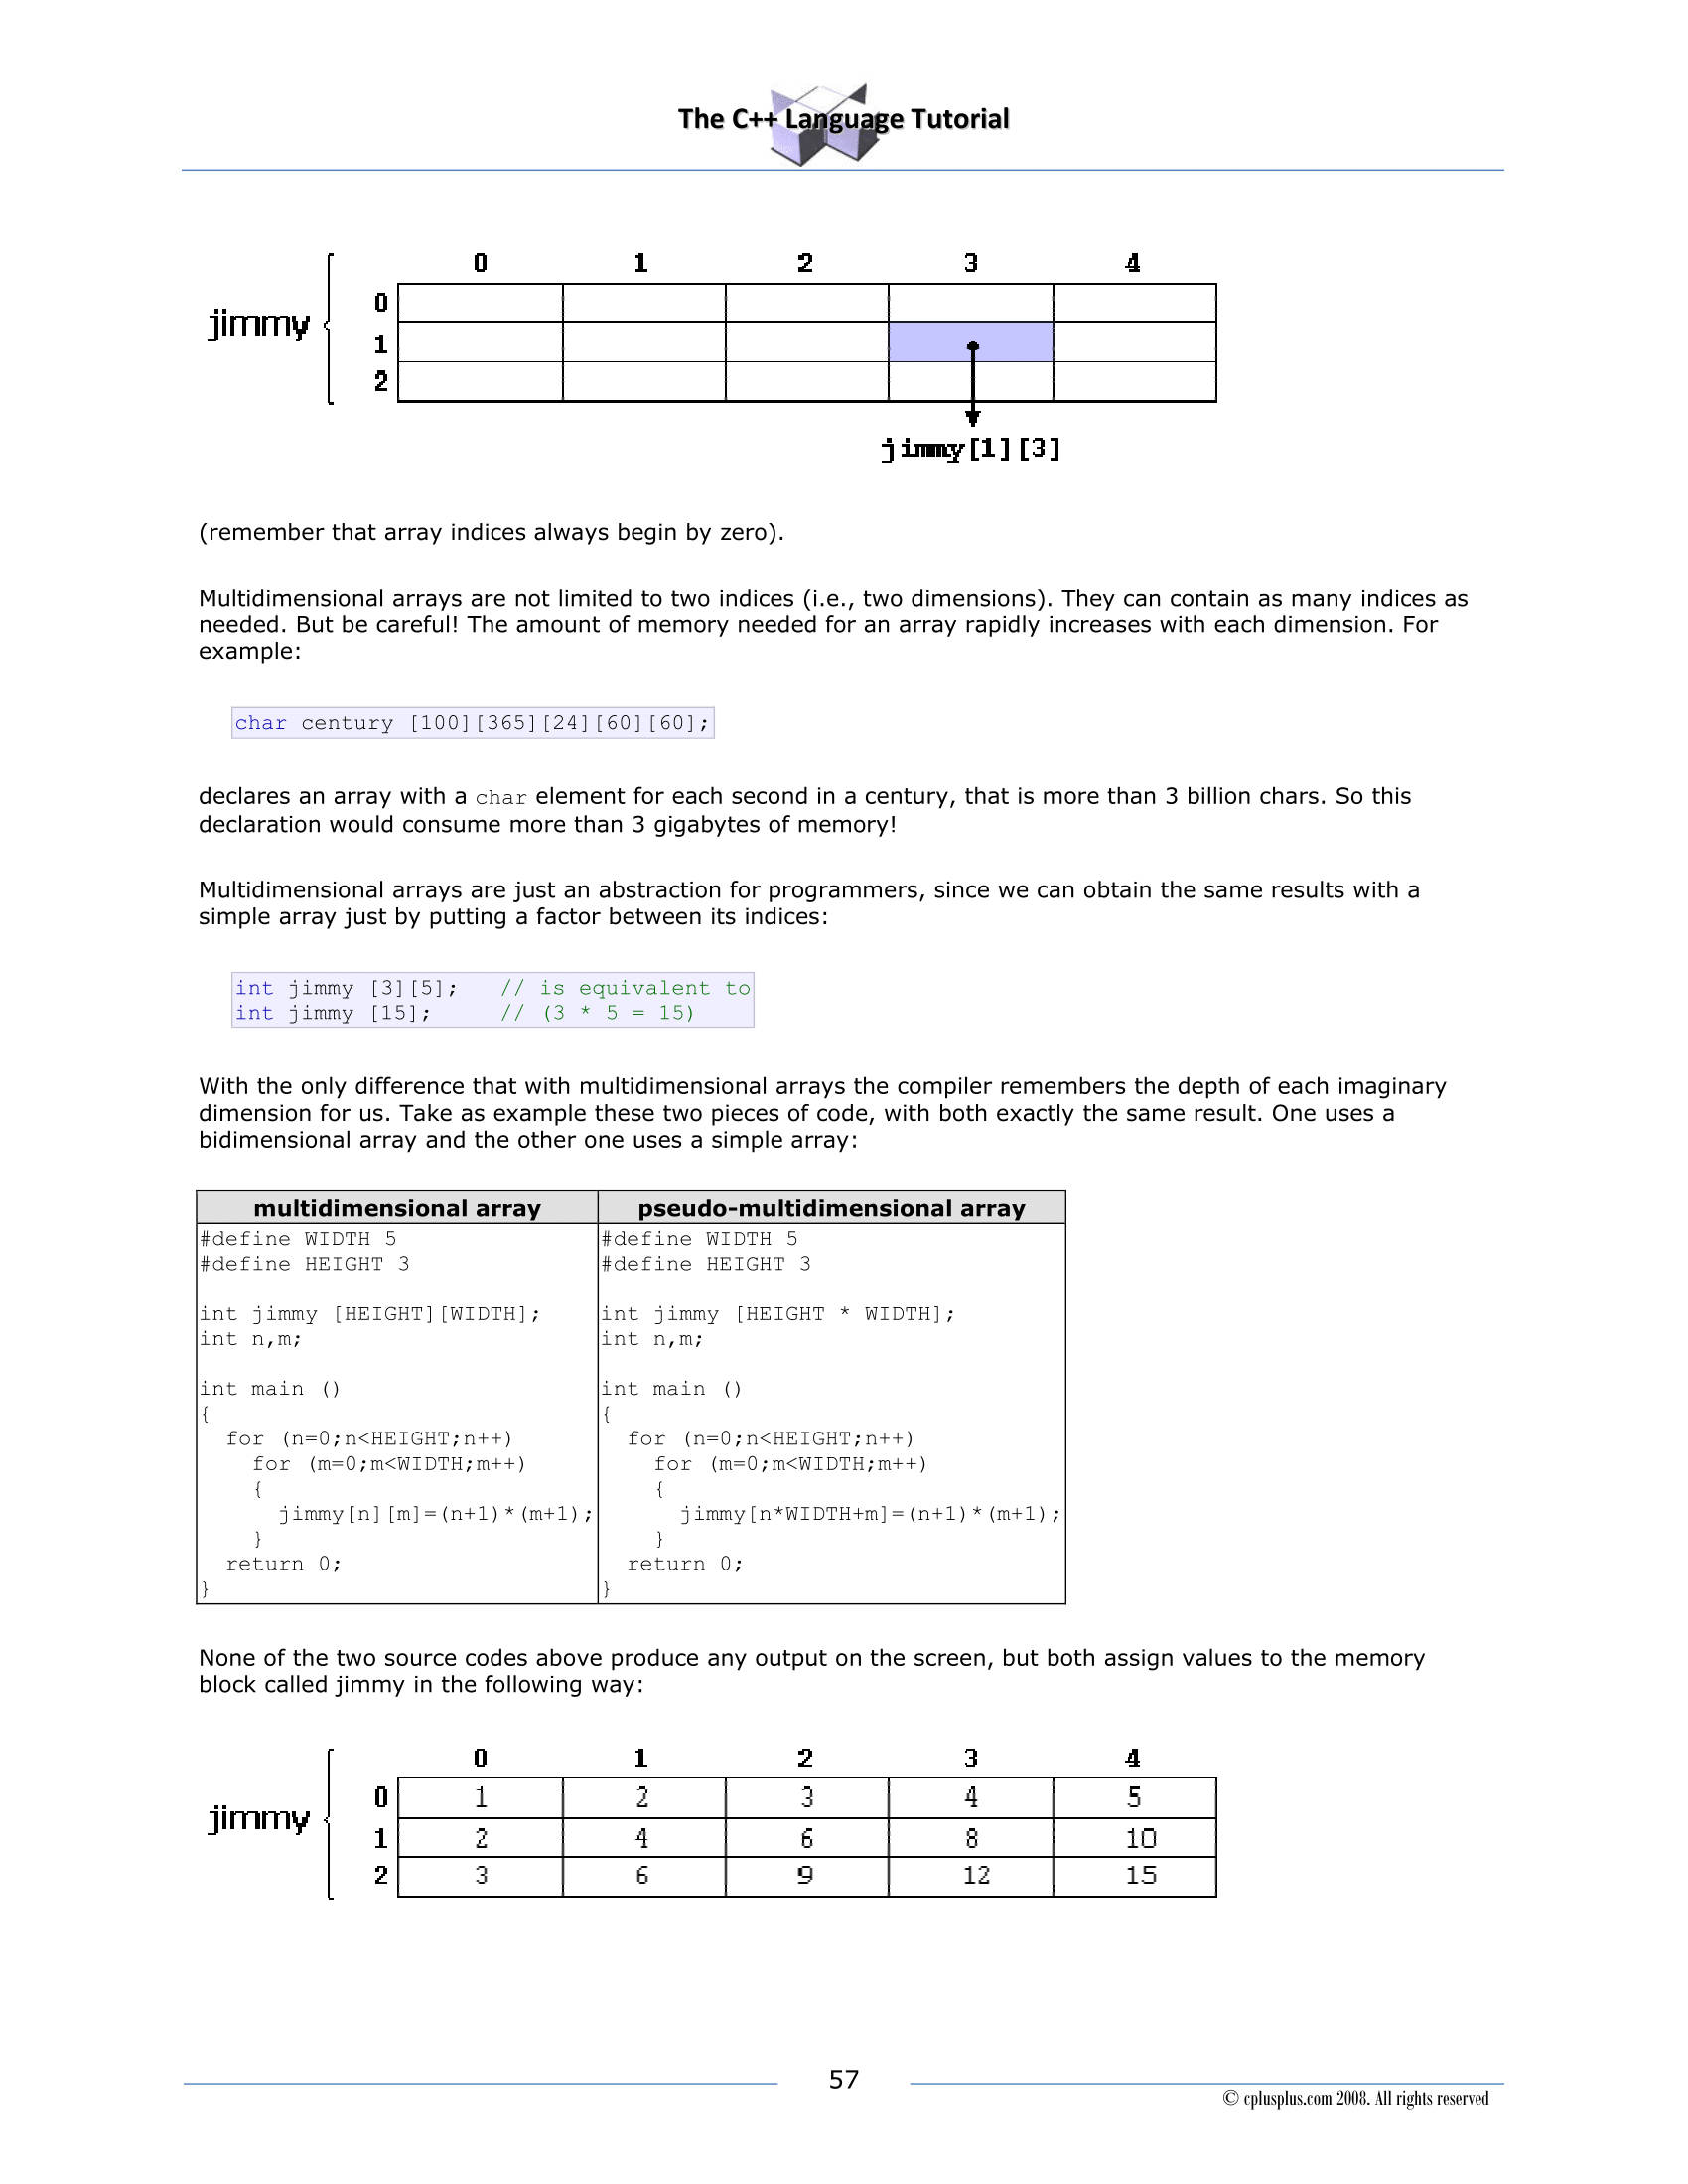 The C++ Language Tutorial
0 1 2 3 4
jimmy
0
1
2
jimmy[1][3]
(remember that array indices always begin by zero).
Multidimensional arrays are not limited to two indices (i.e., two dimensions). They can contain as many indices as
needed. But be careful! The amount of memory needed for an array rapidly increases with each dimension. For
example:
char century [100][365][24][60][60];
declares an array with a char element for each second in a century, that is more than 3 billion chars. So this
declaration would consume more than 3 gigabytes of memory!
Multidimensional arrays are just an abstraction for programmers, since we can obtain the same results with a
simple array just by putting a factor between its indices:
int jimmy [3][5];   // is equivalent to
int jimmy [15];     // (3 * 5 = 15)
With the only difference that with multidimensional arrays the compiler remembers the depth of each imaginary
dimension for us. Take as example these two pieces of code, with both exactly the same result. One uses a
bidimensional array and the other one uses a simple array:
multidimensional array
#define WIDTH 5
#define HEIGHT 3
int jimmy [HEIGHT][WIDTH];
int n,m;
int main ()
{
  for (n=0;n<HEIGHT;n++)
    for (m=0;m<WIDTH;m++)
    {
      jimmy[n][m]=(n+1)*(m+1);
    }
  return 0;
}
pseudo-multidimensional array
#define WIDTH 5
#define HEIGHT 3
int jimmy [HEIGHT * WIDTH];
int n,m;
int main ()
{
  for (n=0;n<HEIGHT;n++)
    for (m=0;m<WIDTH;m++)
    {
      jimmy[n*WIDTH+m]=(n+1)*(m+1);
    }
  return 0;
}
None of the two source codes above produce any output on the screen, but both assign values to the memory
block called jimmy in the following way:
0 1 2 3 4
jimmy
0 1 2 3 4 5
1 2 4 6 8 10
2 3 6 9 12 15
57
© cplusplus.com 2008. All rights reserved